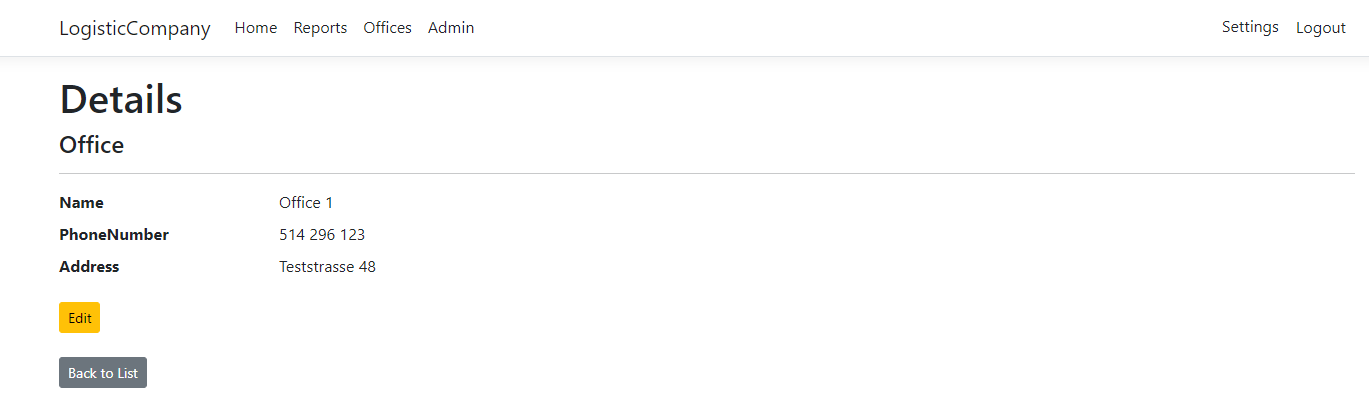 LogisticCompany Home Reports Offices Admin Settings Logout
Details
Office
Name Office 1
PhoneNumber 514 296 123
Address Teststrasse 48
Edit
Back to List